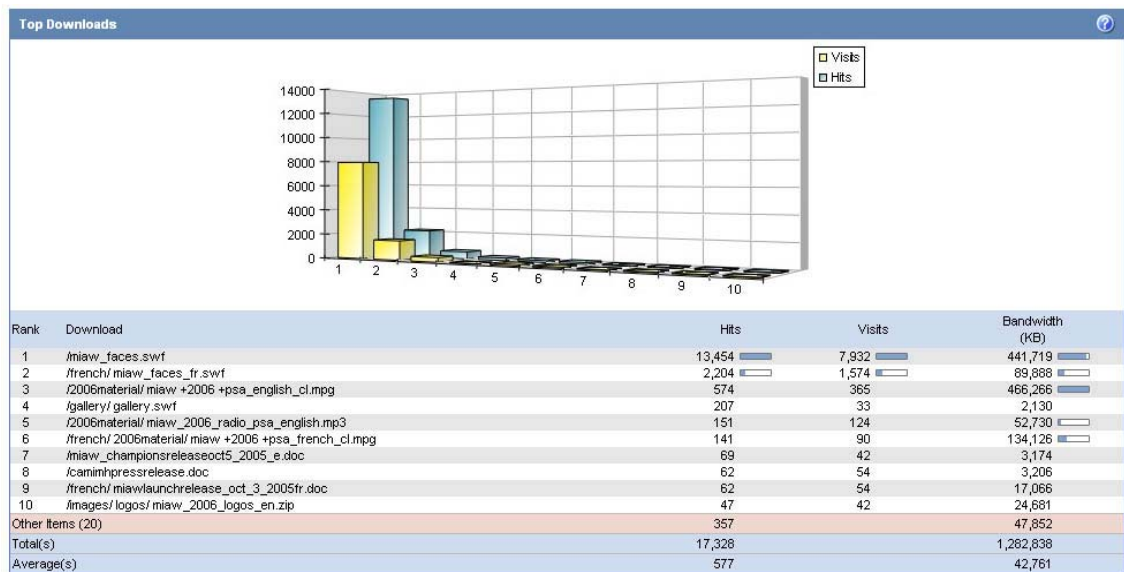 Top Downloads
?
Visits
Hits
14000
12000
10000
8000
6000
4000
2000
0
1 2 3 4 5 6 7 8 9 10
Rank Download Hits Visits Bandwidth (KB)
1 /miaw_faces.swf 13,454 7,932 441,719
2 /french/ miaw_faces_fr.swf 2,204 1,574 89,888
3 /2006material/ miaw +2006 +psa_english_cl.mpg 574 365 466,266
4 /gallery/ gallery.swf 207 33 2,130
5 /2006material/ miaw_2006_radio_psa_english.mp3 151 124 52,730
6 /french/ 2006material/ miaw +2006 +psa_french_cl.mpg 141 90 134,126
7 /miaw_championsreleaseoct5_2005_e.doc 69 42 3,174
8 /camimhpressrelease.doc 62 54 3,206
9 /french/ miawlaunchrelease_oct_3_2005fr.doc 62 54 17,066
10 /images/ logos/ miaw_2006_logos_en.zip 47 42 24,681
Other Items (20) 357 47,852
Total(s) 17,328 1,282,838
Average(s) 577 42,761